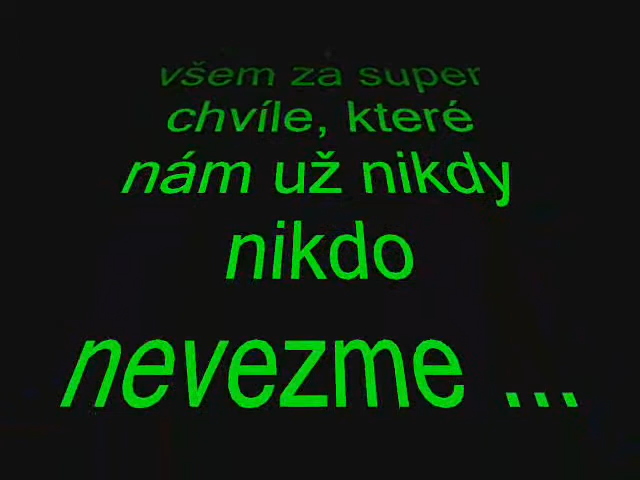 všem za super
chvíle, které
nám už nikdy
nikdo
nevezme ...